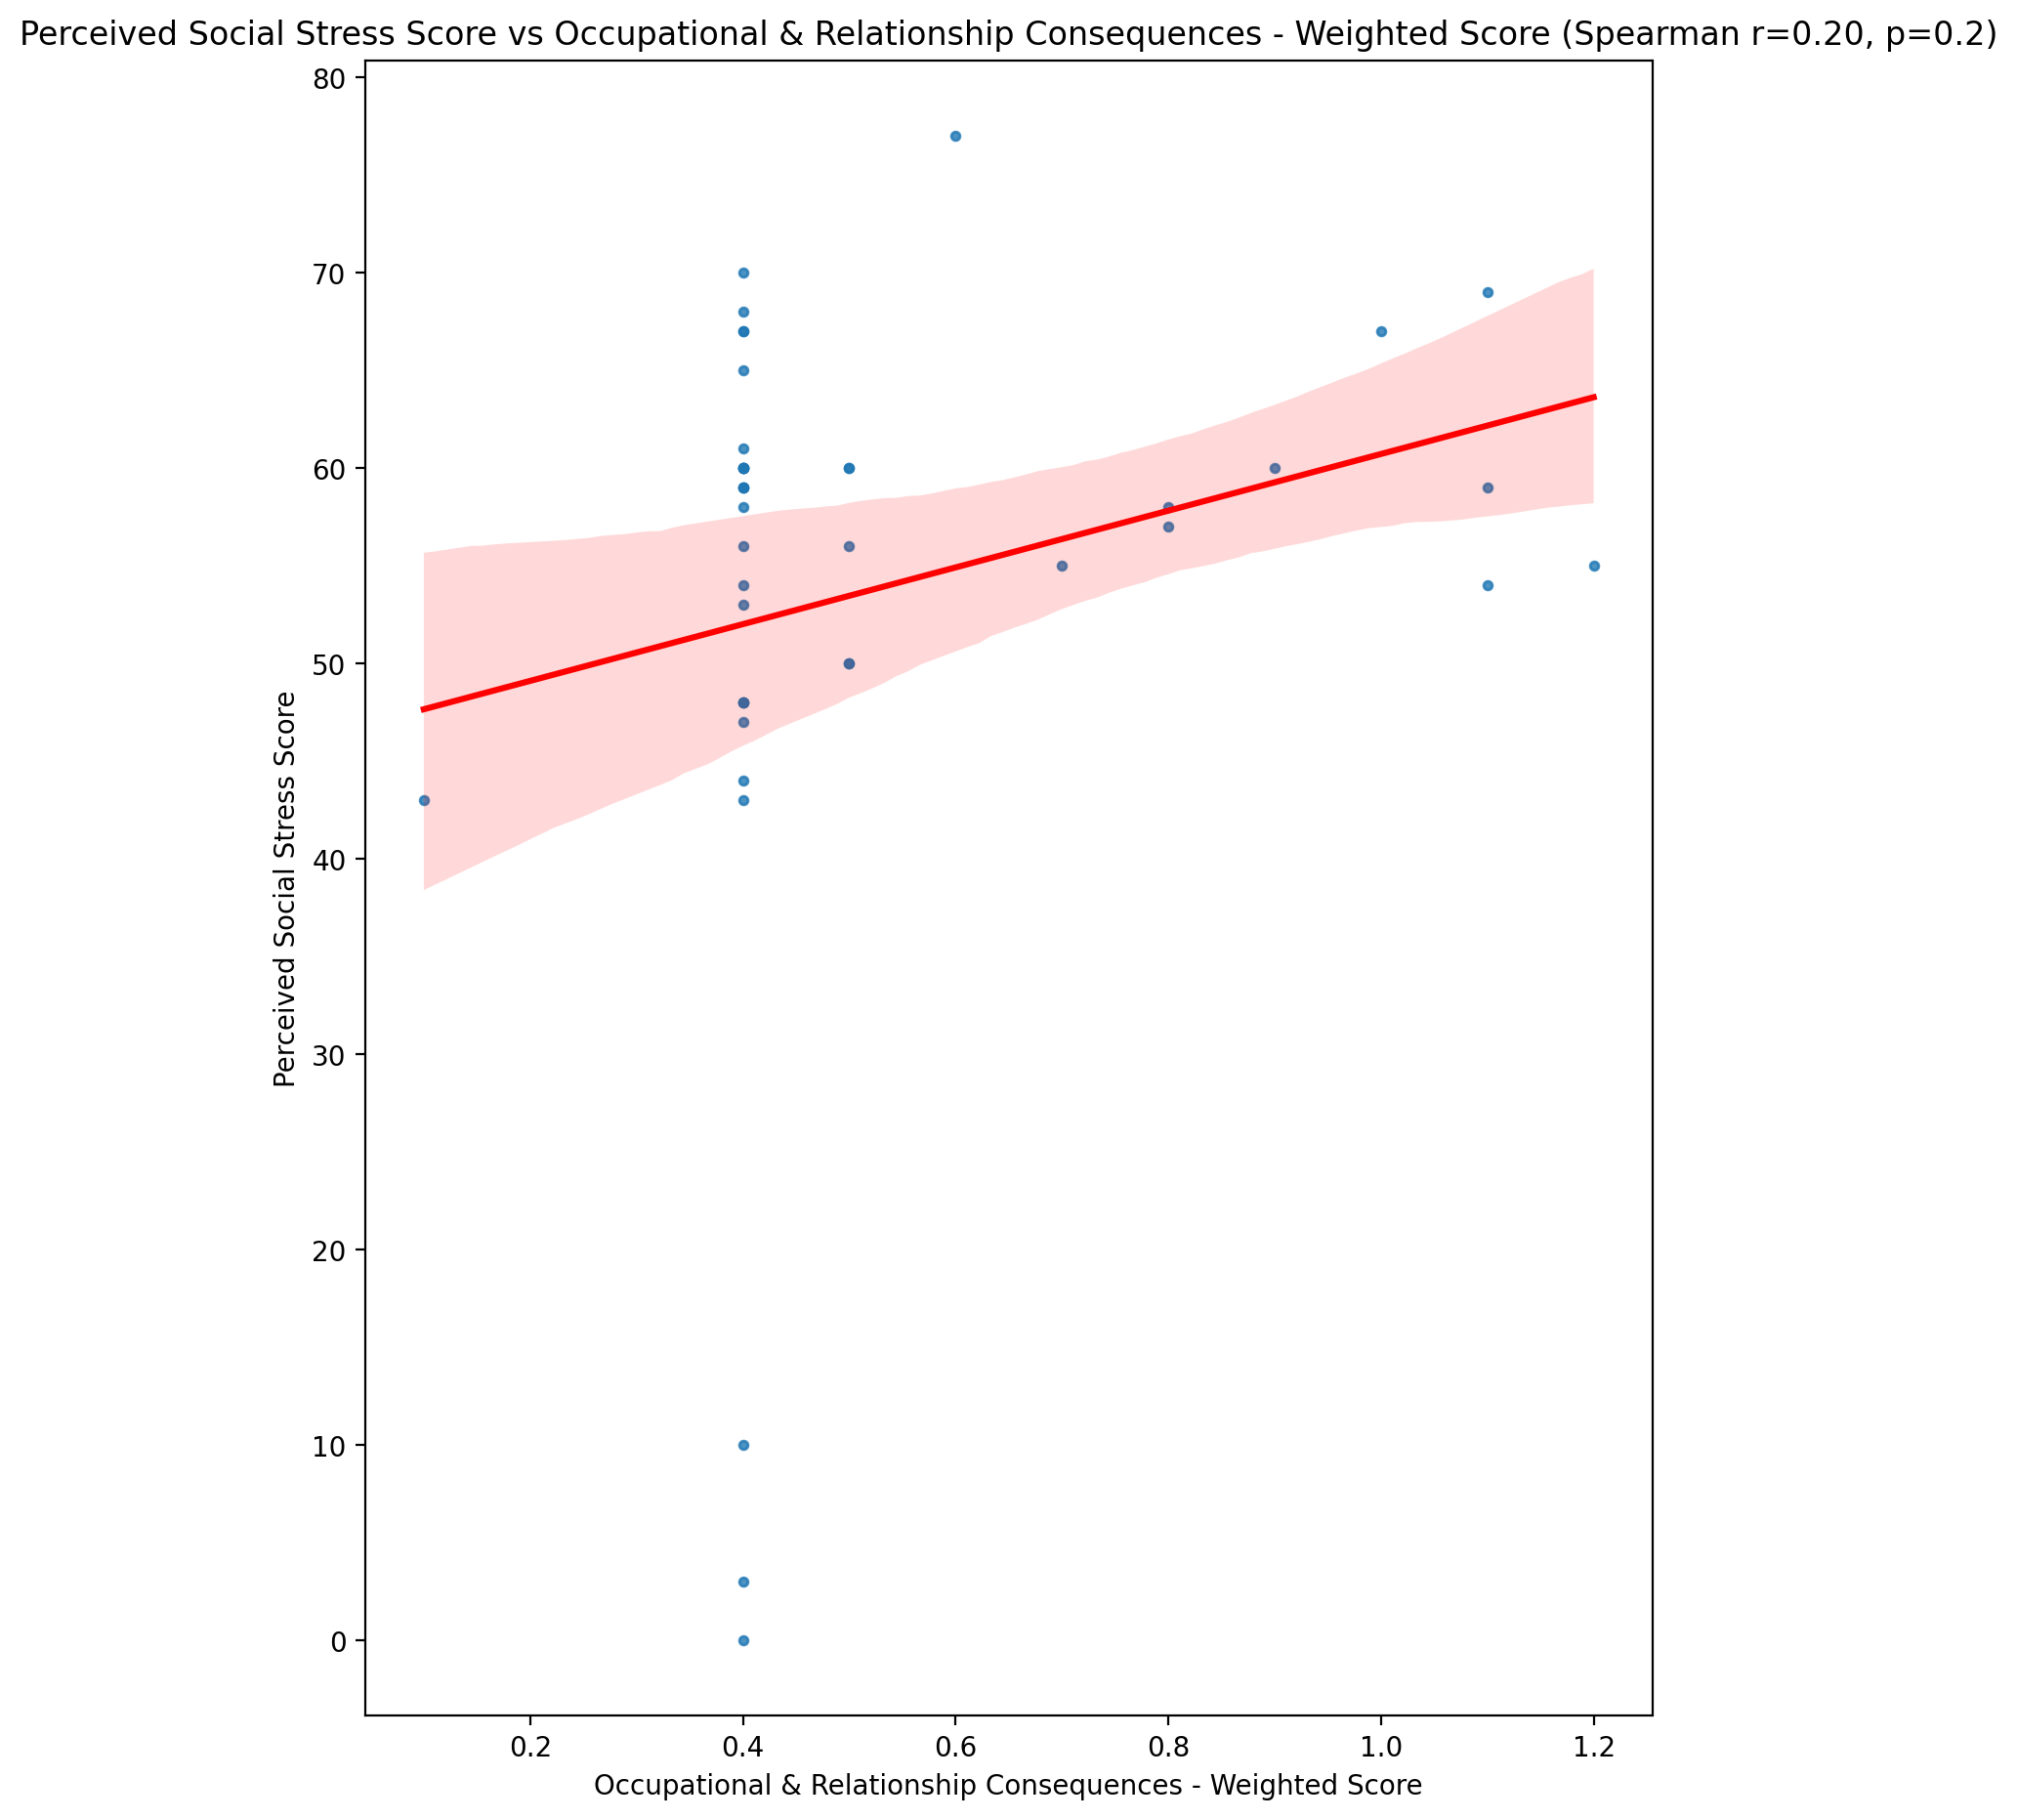 Perceived Social Stress Score vs Occupational & Relationship Consequences - Weighted Score (Spearman r=0.20, p=0.2)
Perceived Social Stress Score
80
70
60
50
40
30
20
10
0
0.2 0.4 0.6 0.8 1.0 1.2
Occupational & Relationship Consequences - Weighted Score